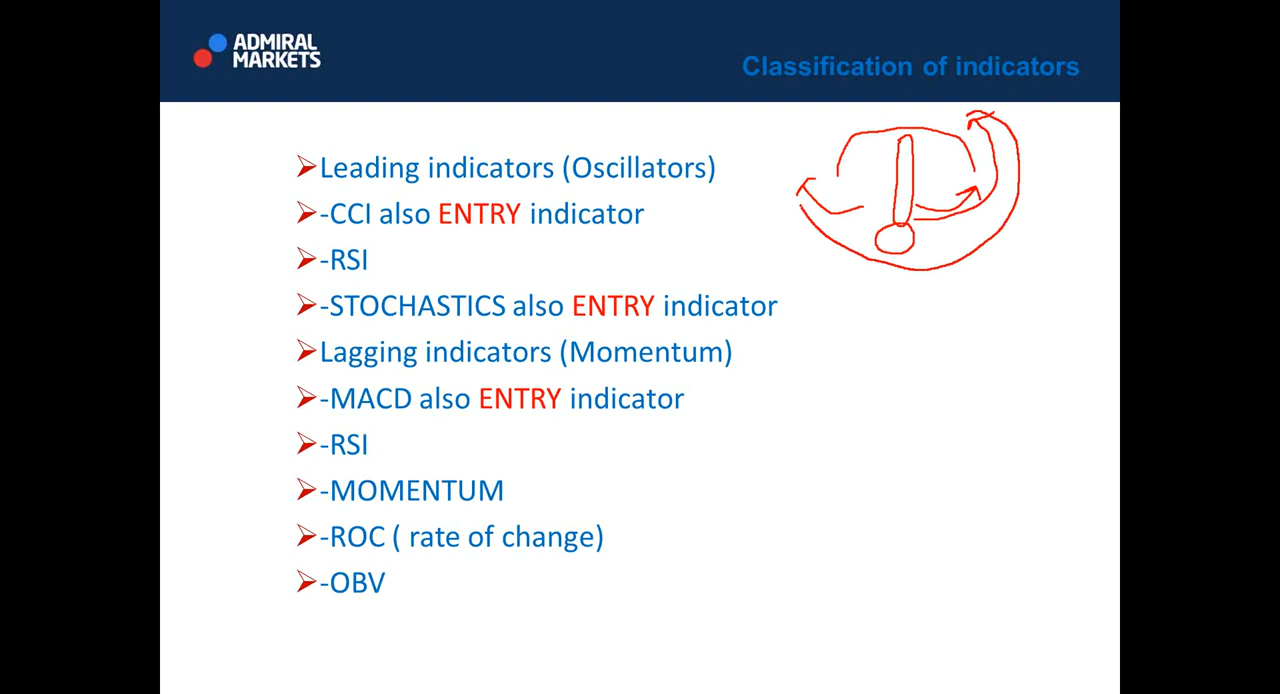 ADMIRAL
MARKETS
Classification of indicators
Leading indicators (Oscillators)
-CCI also ENTRY indicator
-RSI
-STOCHASTICS also ENTRY indicator
Lagging indicators (Momentum)
-MACD also ENTRY indicator
-RSI
-MOMENTUM
-ROC ( rate of change)
-OBV